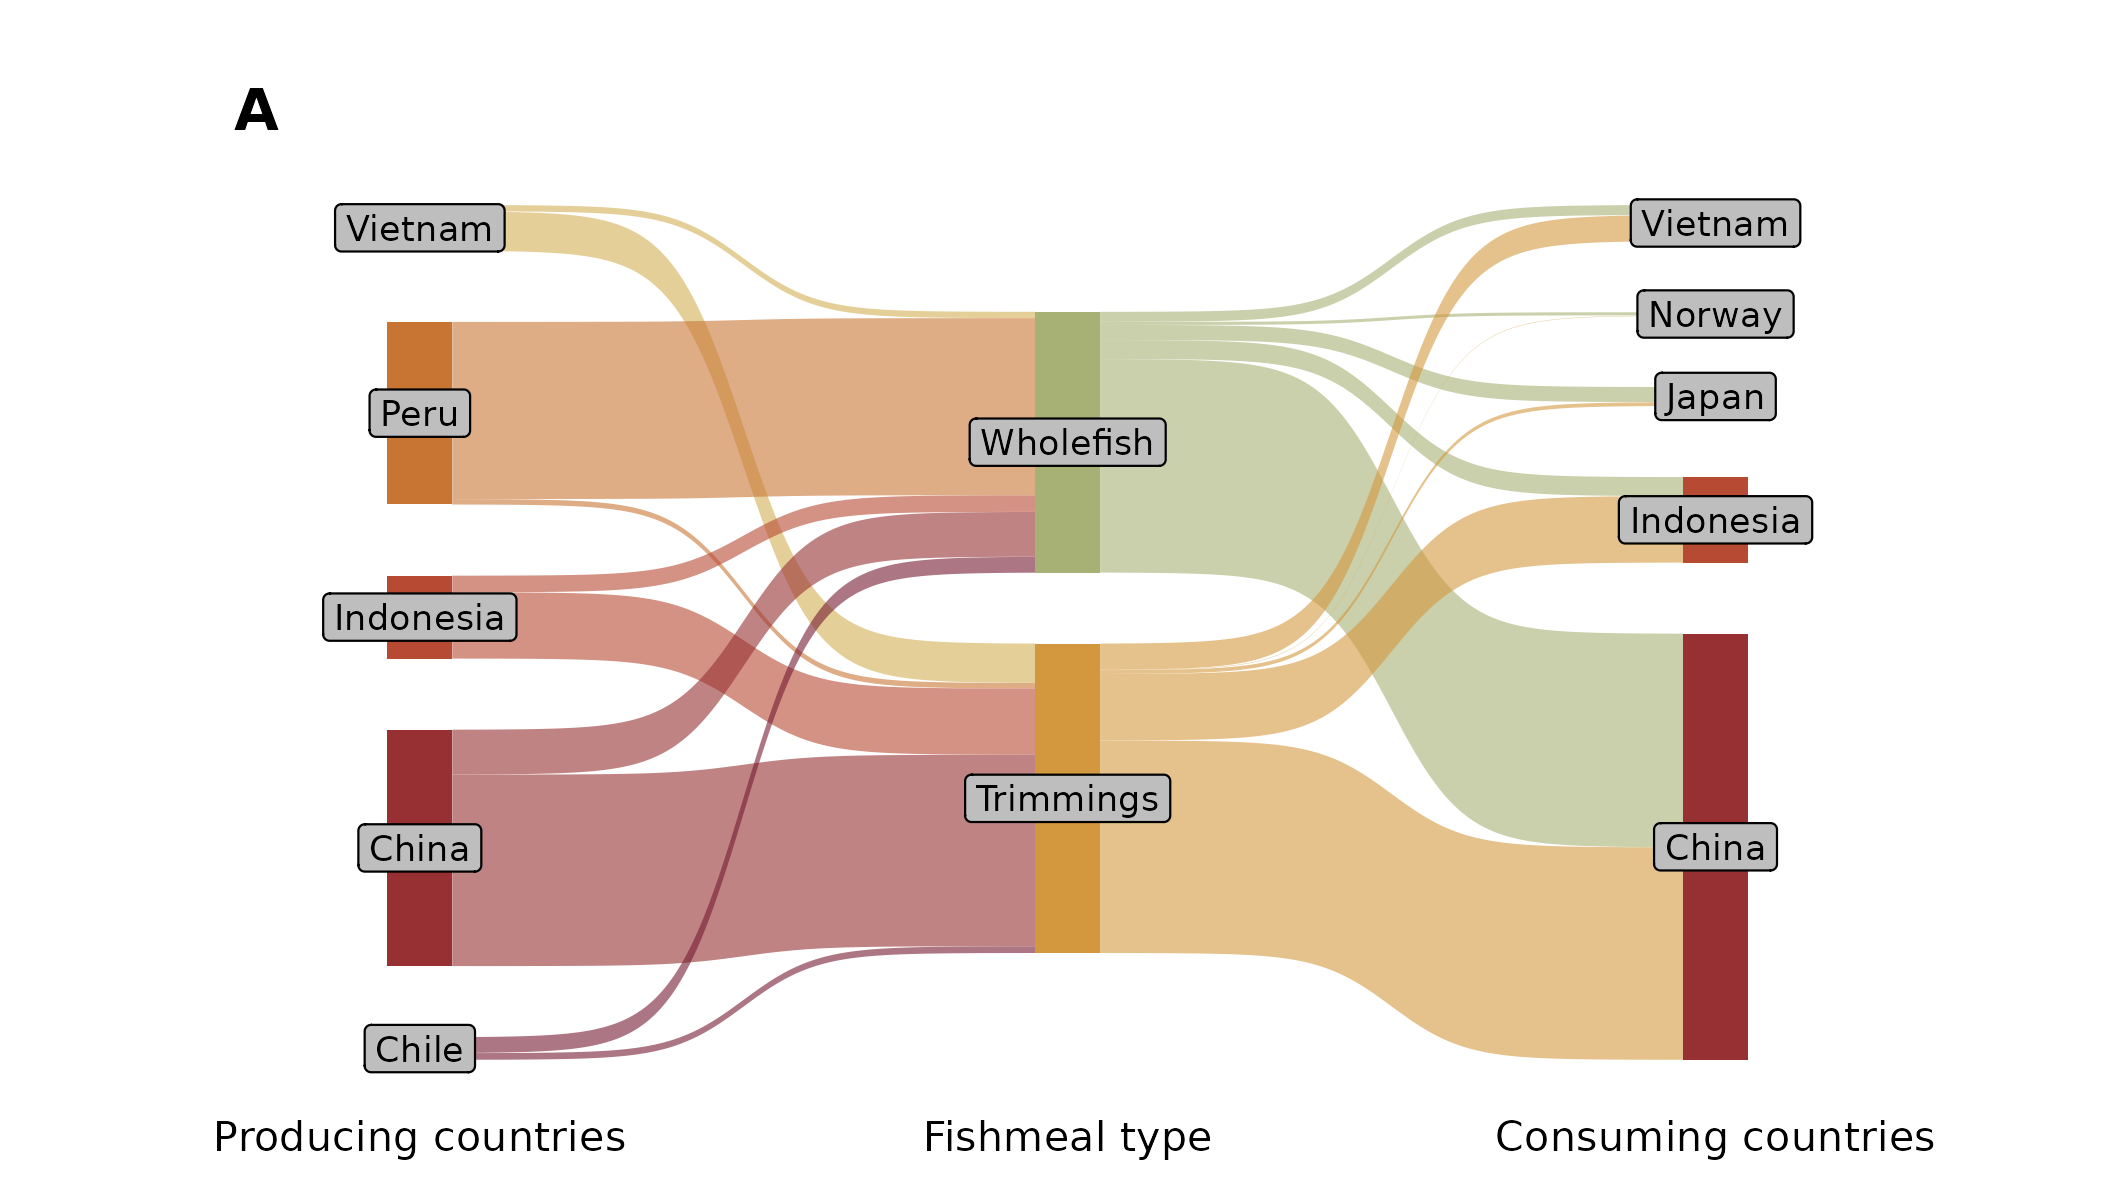 A
Vietnam
Peru
Indonesia
China
Chile
Wholefish
Trimmings
Vietnam
Norway
Japan
Indonesia
China
Producing countries
Fishmeal type
Consuming countries